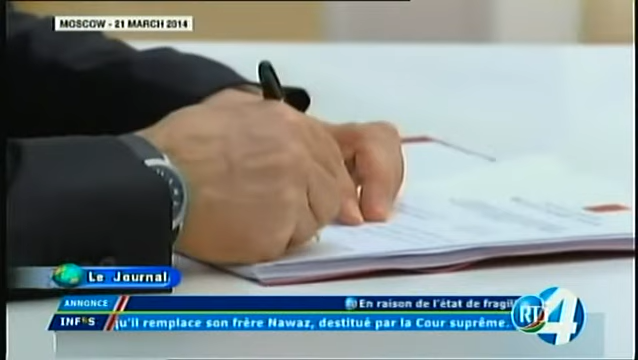 MOSCOW - 21 MARCH 2014
Le Journal
ANNONCE
En raison de l'état de fragil
INFOS
qu'il remplace son frère Nawaz, destitué par la Cour suprême...
RTD 4